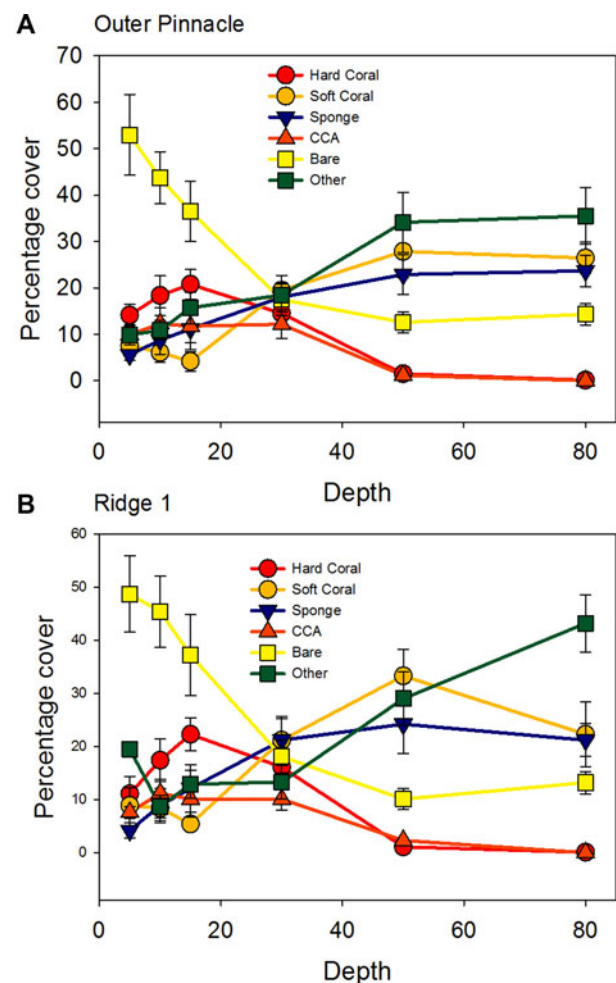 A Outer Pinnacle
70
60
50
40
30
20
10
0
Percentage cover
Hard Coral
Soft Coral
Sponge
CCA
Bare
Other
0 20 40 60 80
Depth
B Ridge 1
60
50
40
30
20
10
0
Percentage cover
Hard Coral
Soft Coral
Sponge
CCA
Bare
Other
0 20 40 60 80
Depth